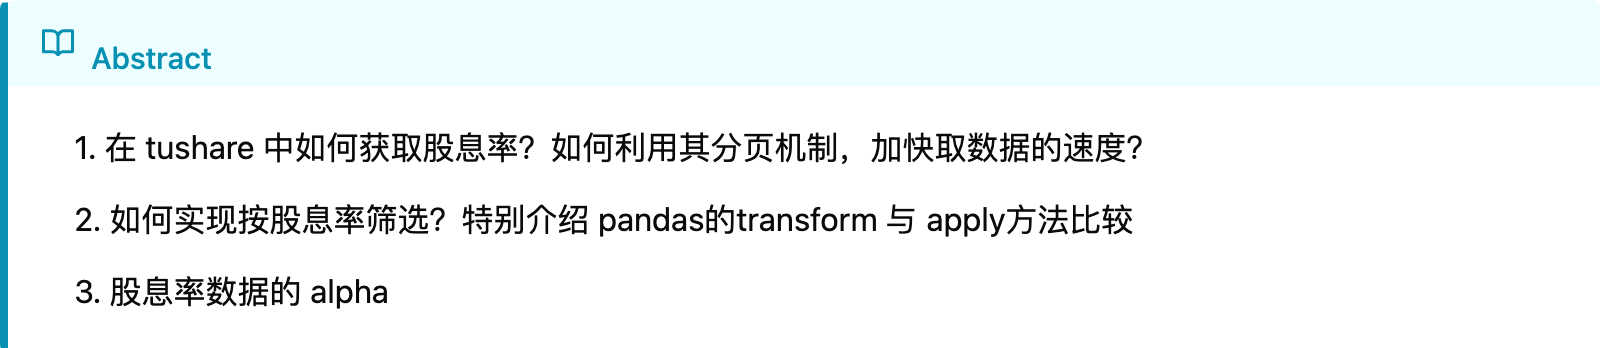 Abstract
1. 在 tushare 中如何获取股息率？如何利用其分页机制，加快取数据的速度？
2. 如何实现按股息率筛选？特别介绍 pandas的transform 与 apply方法比较
3. 股息率数据的 alpha